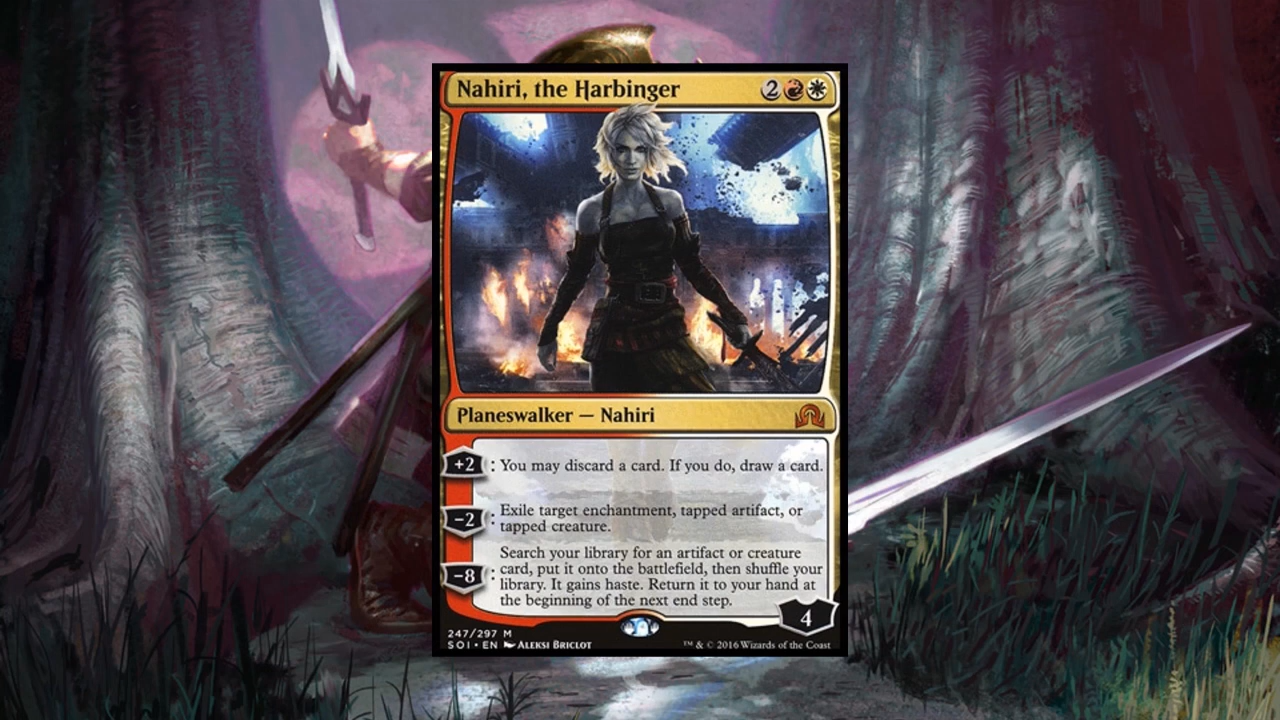 Nahiri, the Harbinger 2
Planeswalker — Nahiri
+2: You may discard a card. If you do, draw a card.
−2: Exile target enchantment, tapped artifact, or
tapped creature.
−8: Search your library for an artifact or creature
card, put it onto the battlefield, then shuffle your
library. It gains haste. Return it to your hand at
the beginning of the next end step.
4
247/297 M
SOI • EN Aleksi Briclot
™ & © 2016 Wizards of the Coast